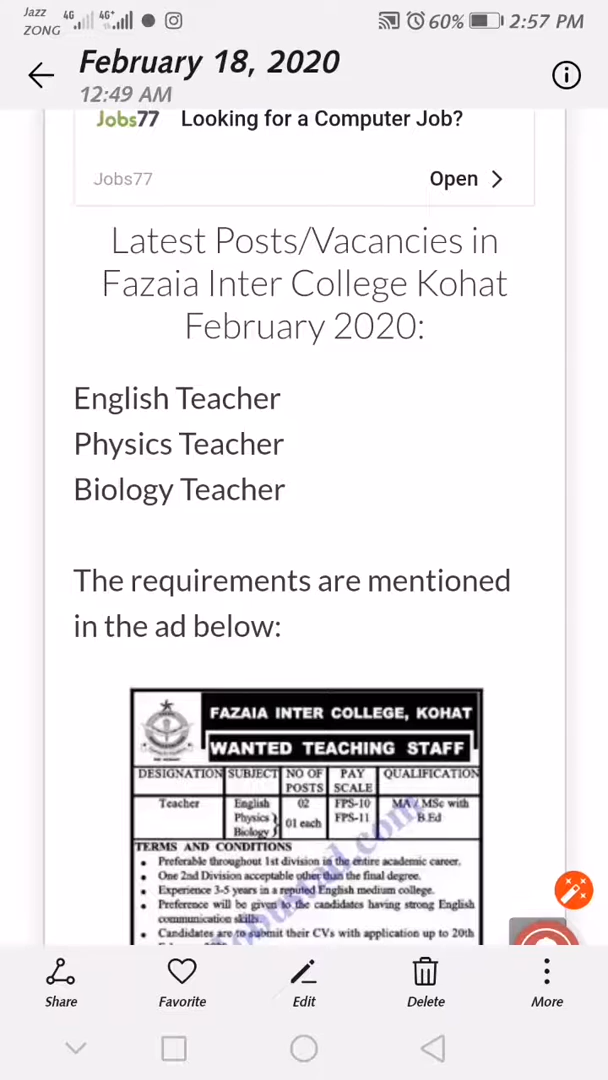 Jazz 4G 4G+ 60% 2:57 PM
ZONG
February 18, 2020
12:49 AM
Jobs77 Looking for a Computer Job?
Jobs77 Open
Latest Posts/Vacancies in
Fazaia Inter College Kohat
February 2020:
English Teacher
Physics Teacher
Biology Teacher
The requirements are mentioned
in the ad below:
FAZAIA INTER COLLEGE, KOHAT
WANTED TEACHING STAFF
DESIGNATION SUBJECT NO OF POSTS PAY SCALE QUALIFICATION
Teacher English 02 FPS-10 MA / MSc with
Physics 01 each FPS-11 B.Ed
Biology
TERMS AND CONDITIONS
• Preferable throughout 1st division in the entire academic career.
• One 2nd Division acceptable other than the final degree.
• Experience 3-5 years in a reputed English medium college.
• Preference will be given to the candidates having strong English
communication skills.
• Candidates are to submit their CVs with application up to 20th
Share Favorite Edit Delete More